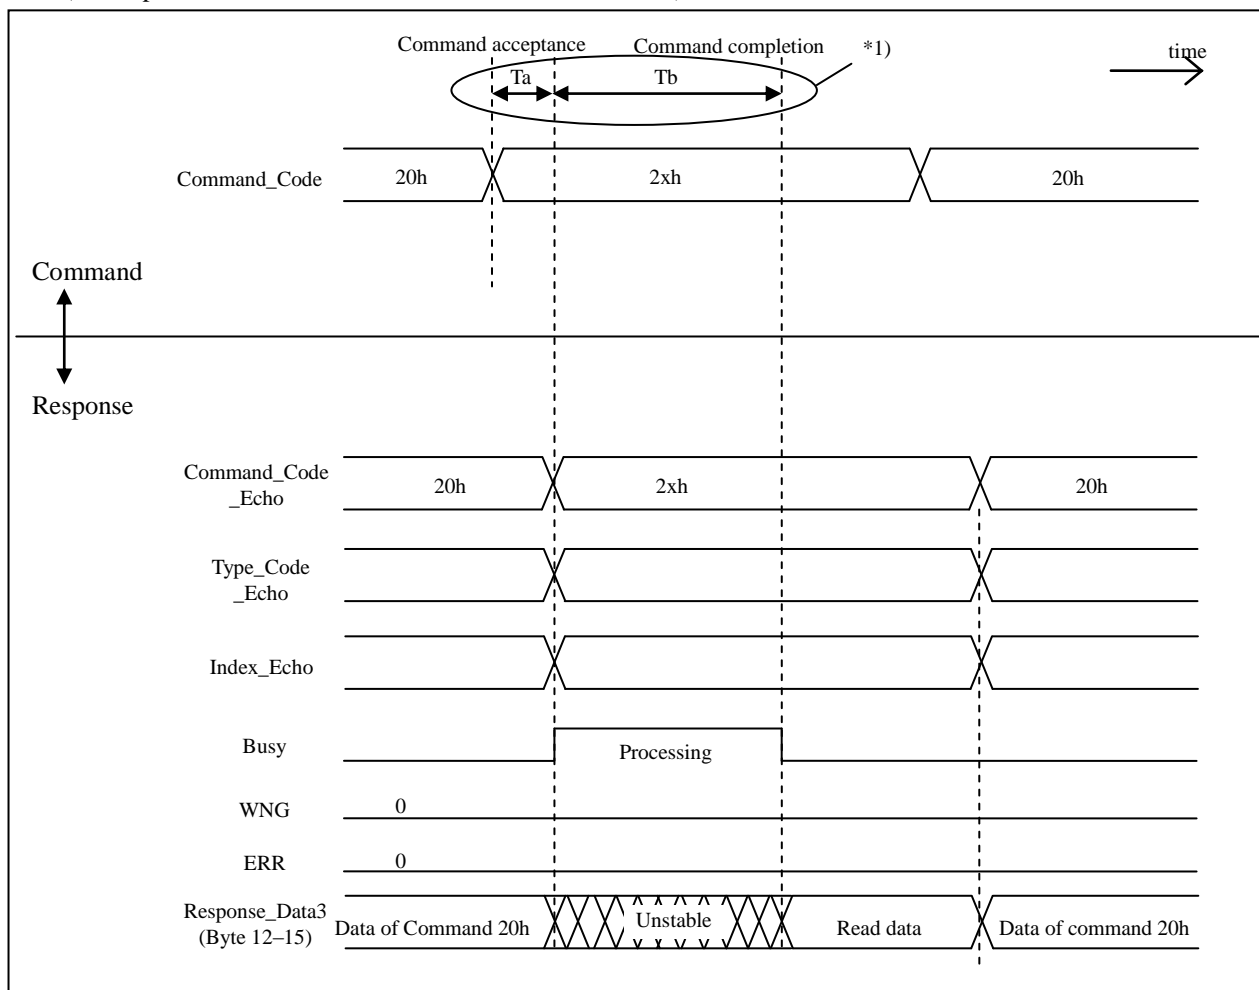 Command acceptance Command completion *1) time
Ta Tb
Command_Code 20h 2xh 20h
Command
Response
Command_Code
_Echo
20h 2xh 20h
Type_Code
_Echo
Index_Echo
Busy Processing
WNG 0
ERR 0
Response_Data3
(Byte 12–15)
Data of Command 20h Unstable Read data Data of command 20h